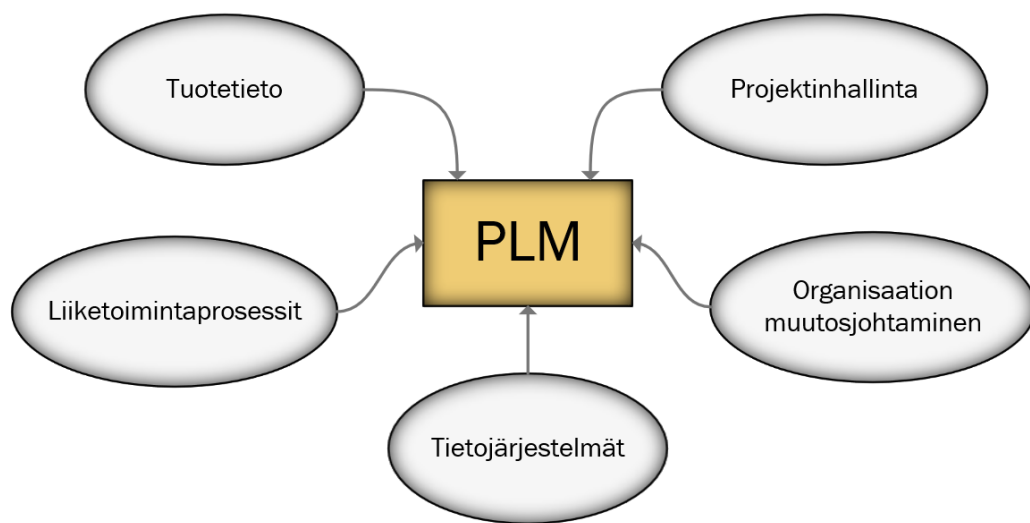 Tuotetieto
Projektinhallinta
PLM
Liiketoimintaprosessit
Organisaation
muutosjohtaminen
Tietojärjestelmät